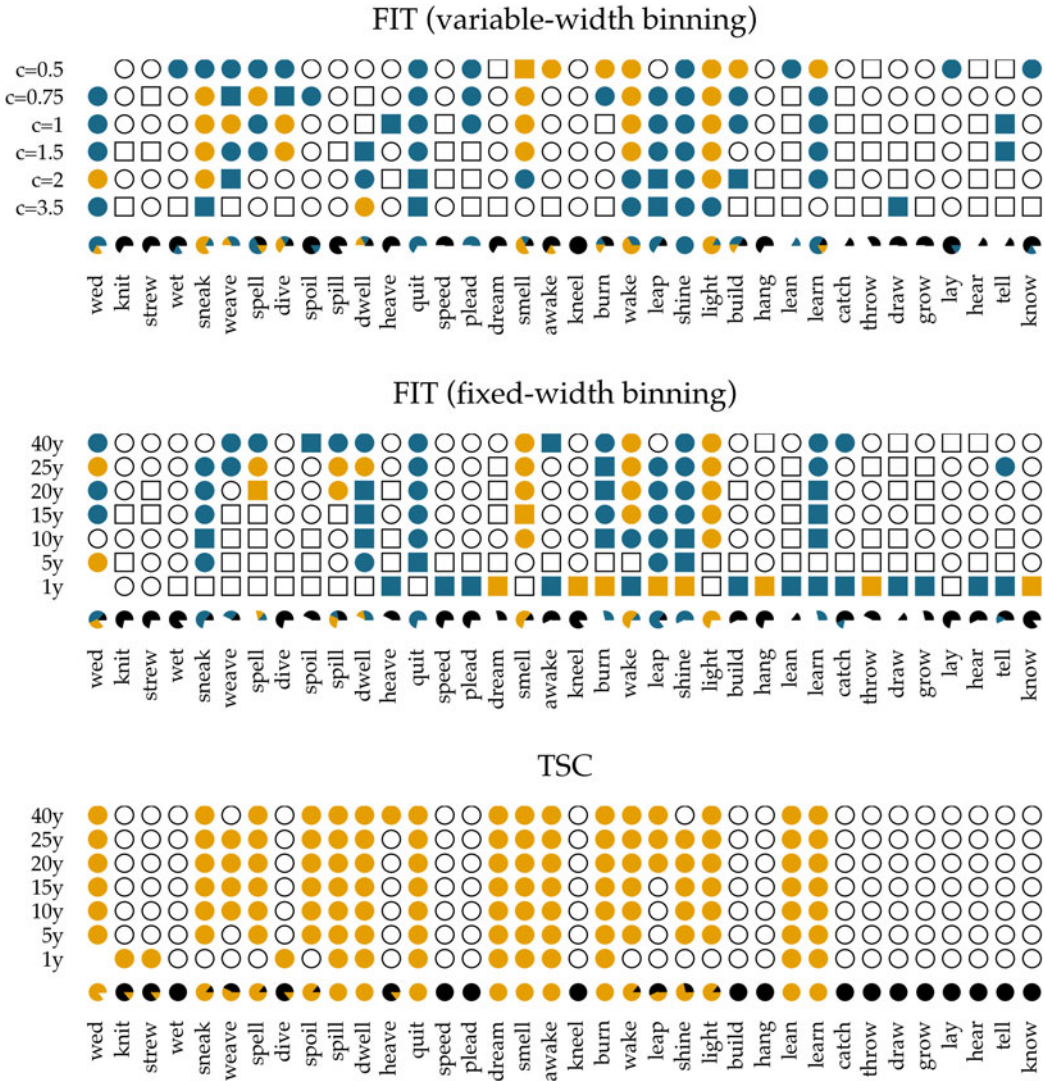 FIT (variable-width binning)
c=0.5
c=0.75
c=1
c=1.5
c=2
c=3.5
wed knit strew wet sneak weave spell dive spoil spill dwell heave quit speed plead dream smell awake kneel burn wake leap shine light build hang lean learn catch throw draw grow lay hear tell know
FIT (fixed-width binning)
40y
25y
20y
15y
10y
5y
1y
wed knit strew wet sneak weave spell dive spoil spill dwell heave quit speed plead dream smell awake kneel burn wake leap shine light build hang lean learn catch throw draw grow lay hear tell know
TSC
40y
25y
20y
15y
10y
5y
1y
wed knit strew wet sneak weave spell dive spoil spill dwell heave quit speed plead dream smell awake kneel burn wake leap shine light build hang lean learn catch throw draw grow lay hear tell know